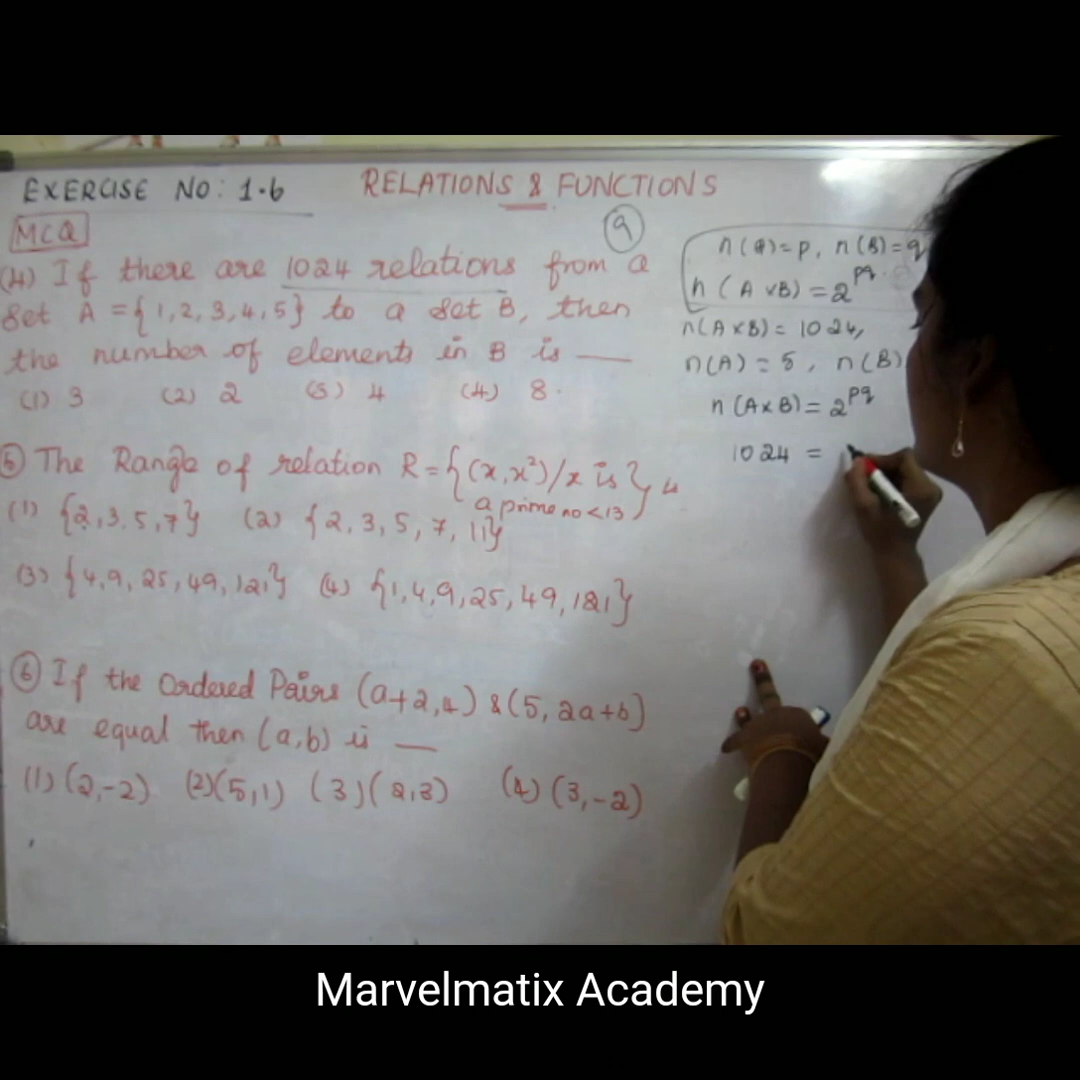 EXERCISE NO: 1.6
RELATIONS & FUNCTIONS
MCQ
9
(4) If there are 1024 relations from a
set A = {1,2,3,4,5} to a set B, then
the number of elements in B is ___
(1) 3 (2) 2 (3) 4 (4) 8.
n(A)=p, n(B)=q
n(A×B)=2^pq
n(A×B)=1024,
n(A)=5, n(B)
n(A×B)=2^pq
1024 =
⑤ The Range of relation R={(x,x²)/x is
a prime no <13}
(1) {2,3,5,7} (2) {2,3,5,7,11}
(3) {4,9,25,49,121} (4) {1,4,9,25,49,121}
⑥ If the Ordered Pairs (a+2,4) & (5, 2a+b)
are equal then (a,b) is ___
(1) (2,-2) (2) (5,1) (3) (2,3) (4) (3,-2)
Marvelmatix Academy